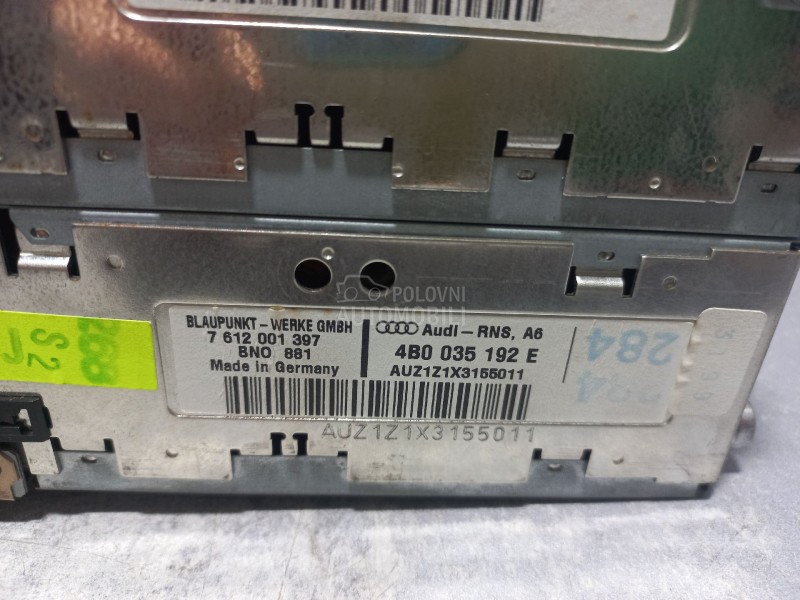 BLAUPUNKT - WERKE GMBH
7 612 001 397
BNO 881
Made in Germany
Audi - RNS, A6
4B0 035 192 E
AUZ1Z1X3155011
284
AUZ1Z1X3155011
S2
POLOVNI
AUTOMOBILI